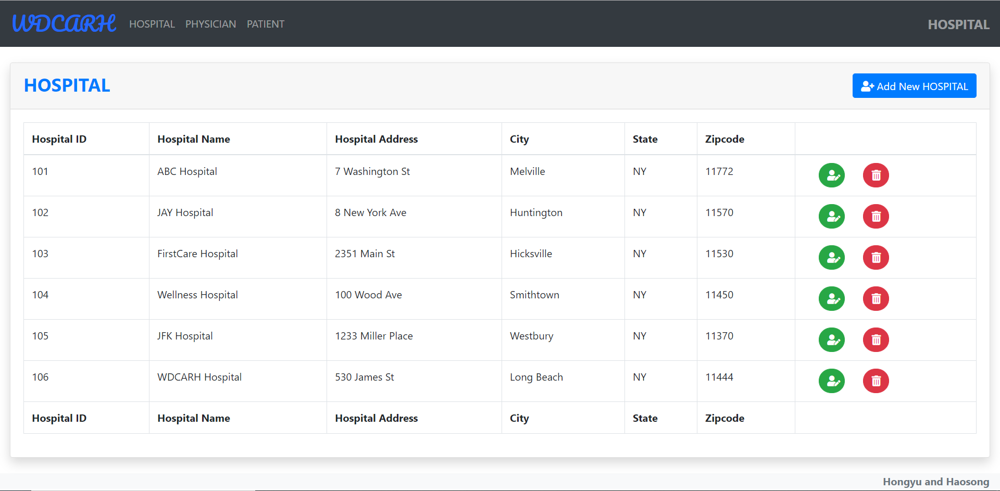 WDCARH HOSPITAL PHYSICIAN PATIENT HOSPITAL
HOSPITAL Add New HOSPITAL
Hospital ID Hospital Name Hospital Address City State Zipcode
101 ABC Hospital 7 Washington St Melville NY 11772
102 JAY Hospital 8 New York Ave Huntington NY 11570
103 FirstCare Hospital 2351 Main St Hicksville NY 11530
104 Wellness Hospital 100 Wood Ave Smithtown NY 11450
105 JFK Hospital 1233 Miller Place Westbury NY 11370
106 WDCARH Hospital 530 James St Long Beach NY 11444
Hospital ID Hospital Name Hospital Address City State Zipcode
Hongyu and Haosong